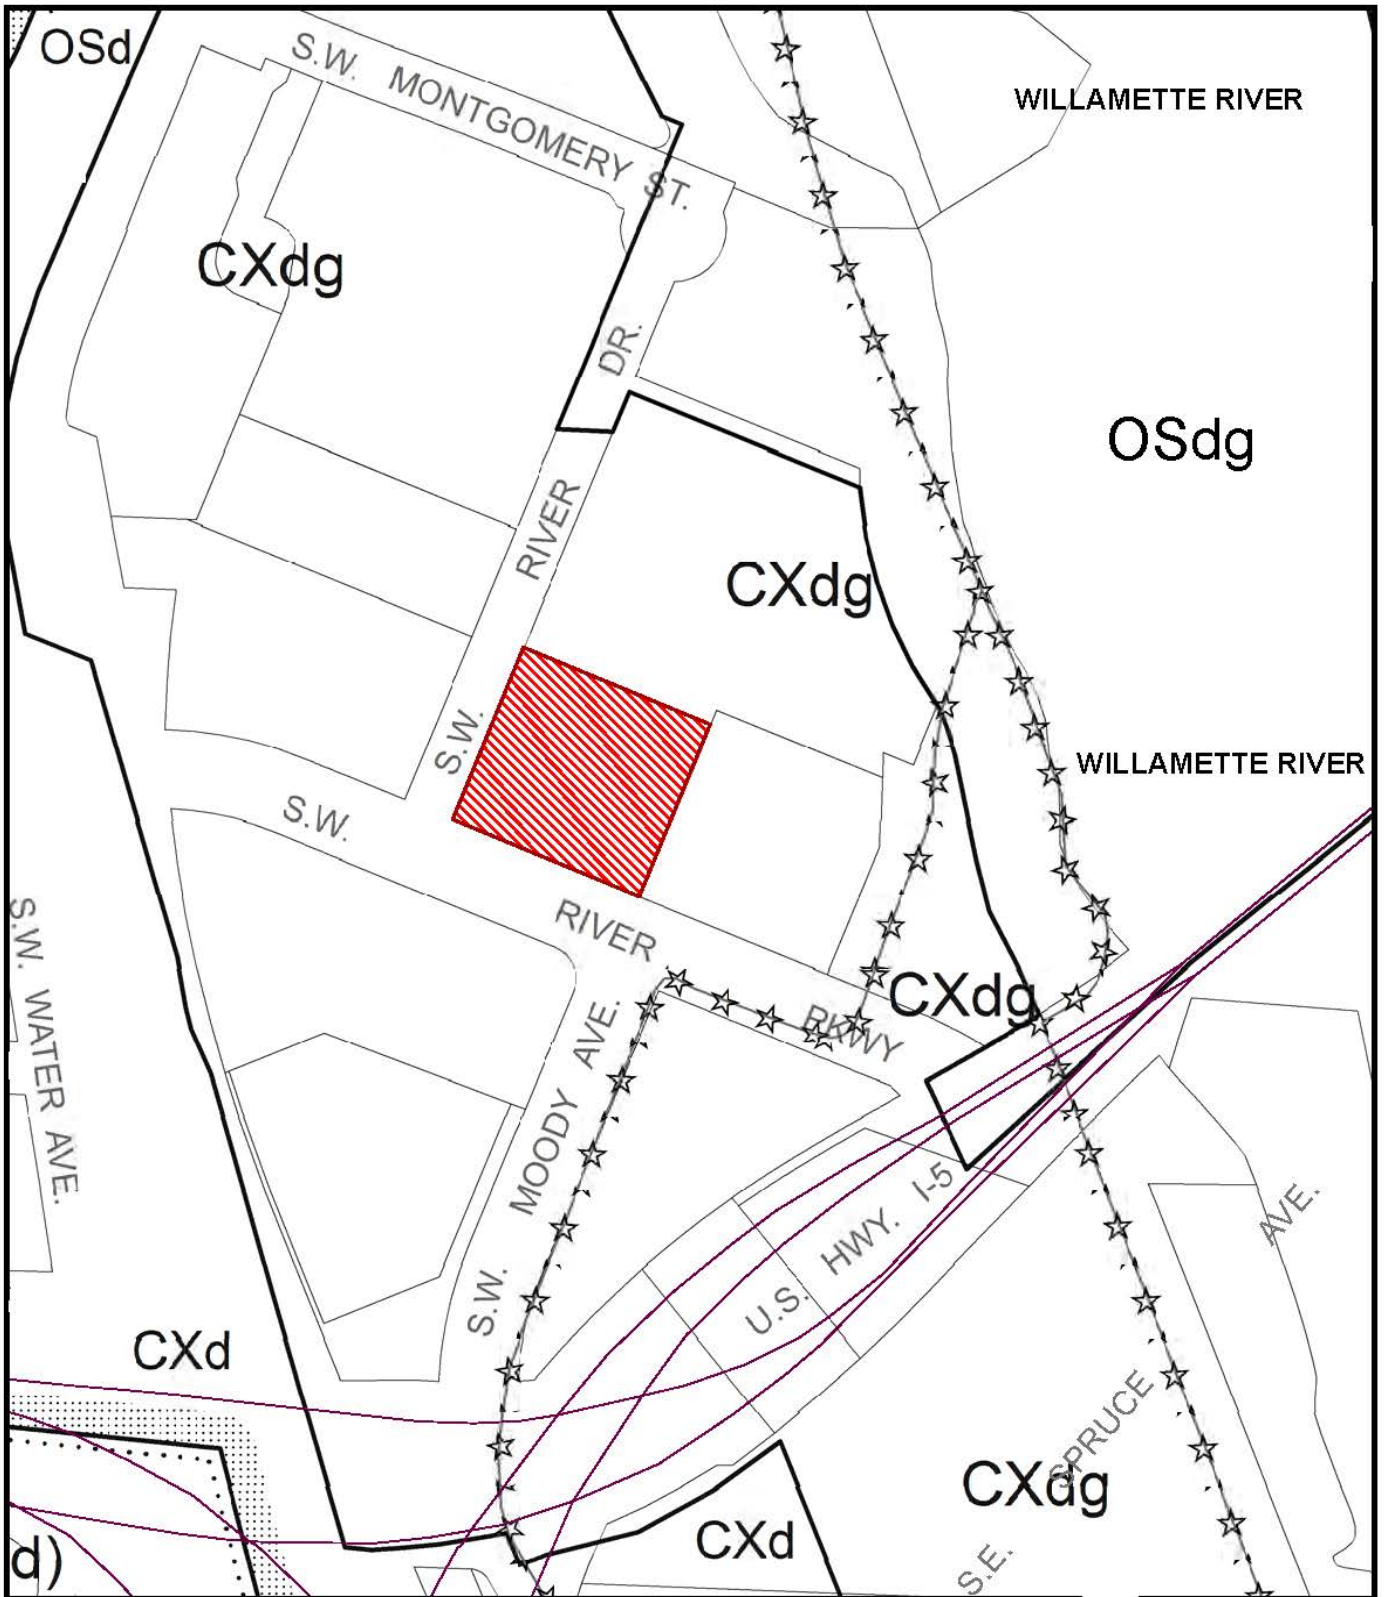 OSd
S.W. MONTGOMERY ST.
WILLAMETTE RIVER
CXdg
DR.
OSdg
RIVER
CXdg
S.W.
WILLAMETTE RIVER
S.W.
RIVER
PKWY
S.W. WATER AVE.
CXdg
S.W. MOODY AVE.
U.S. HWY. I-5
AVE.
CXd
SPRUCE
CXdg
CXd
S.E.
d)